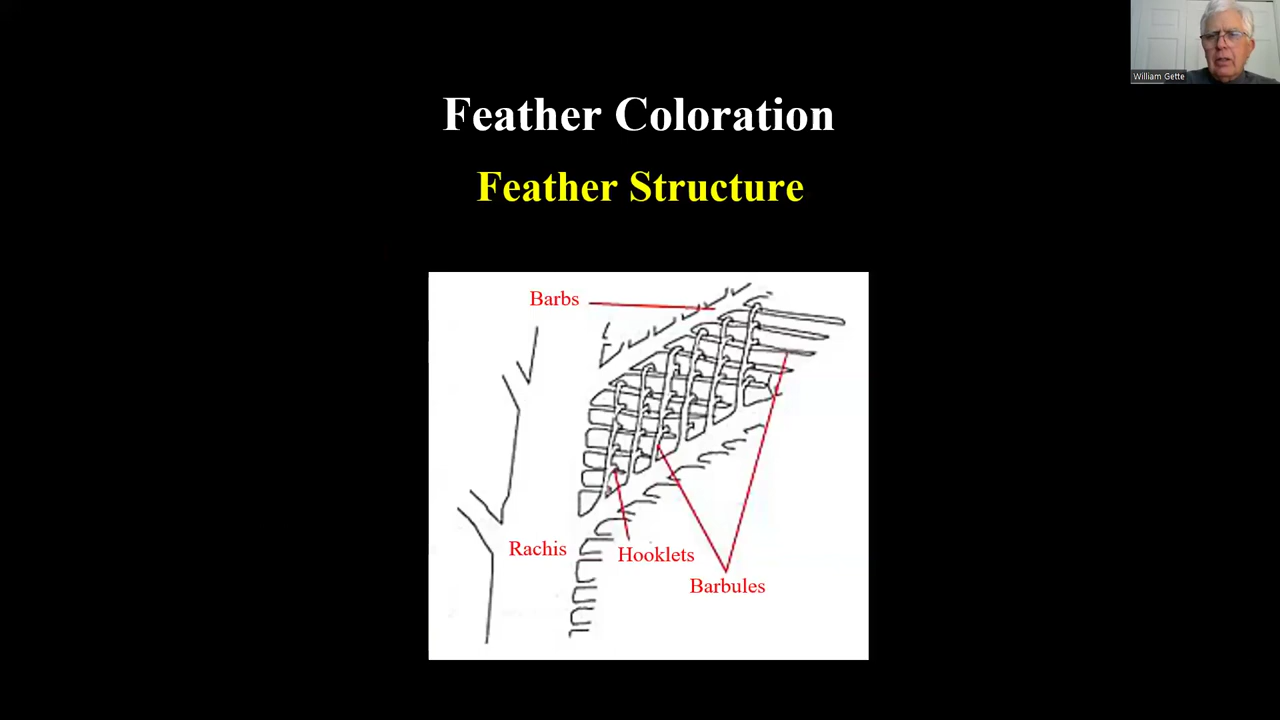 William Gette
Feather Coloration
Feather Structure
Barbs
Rachis
Hooklets
Barbules